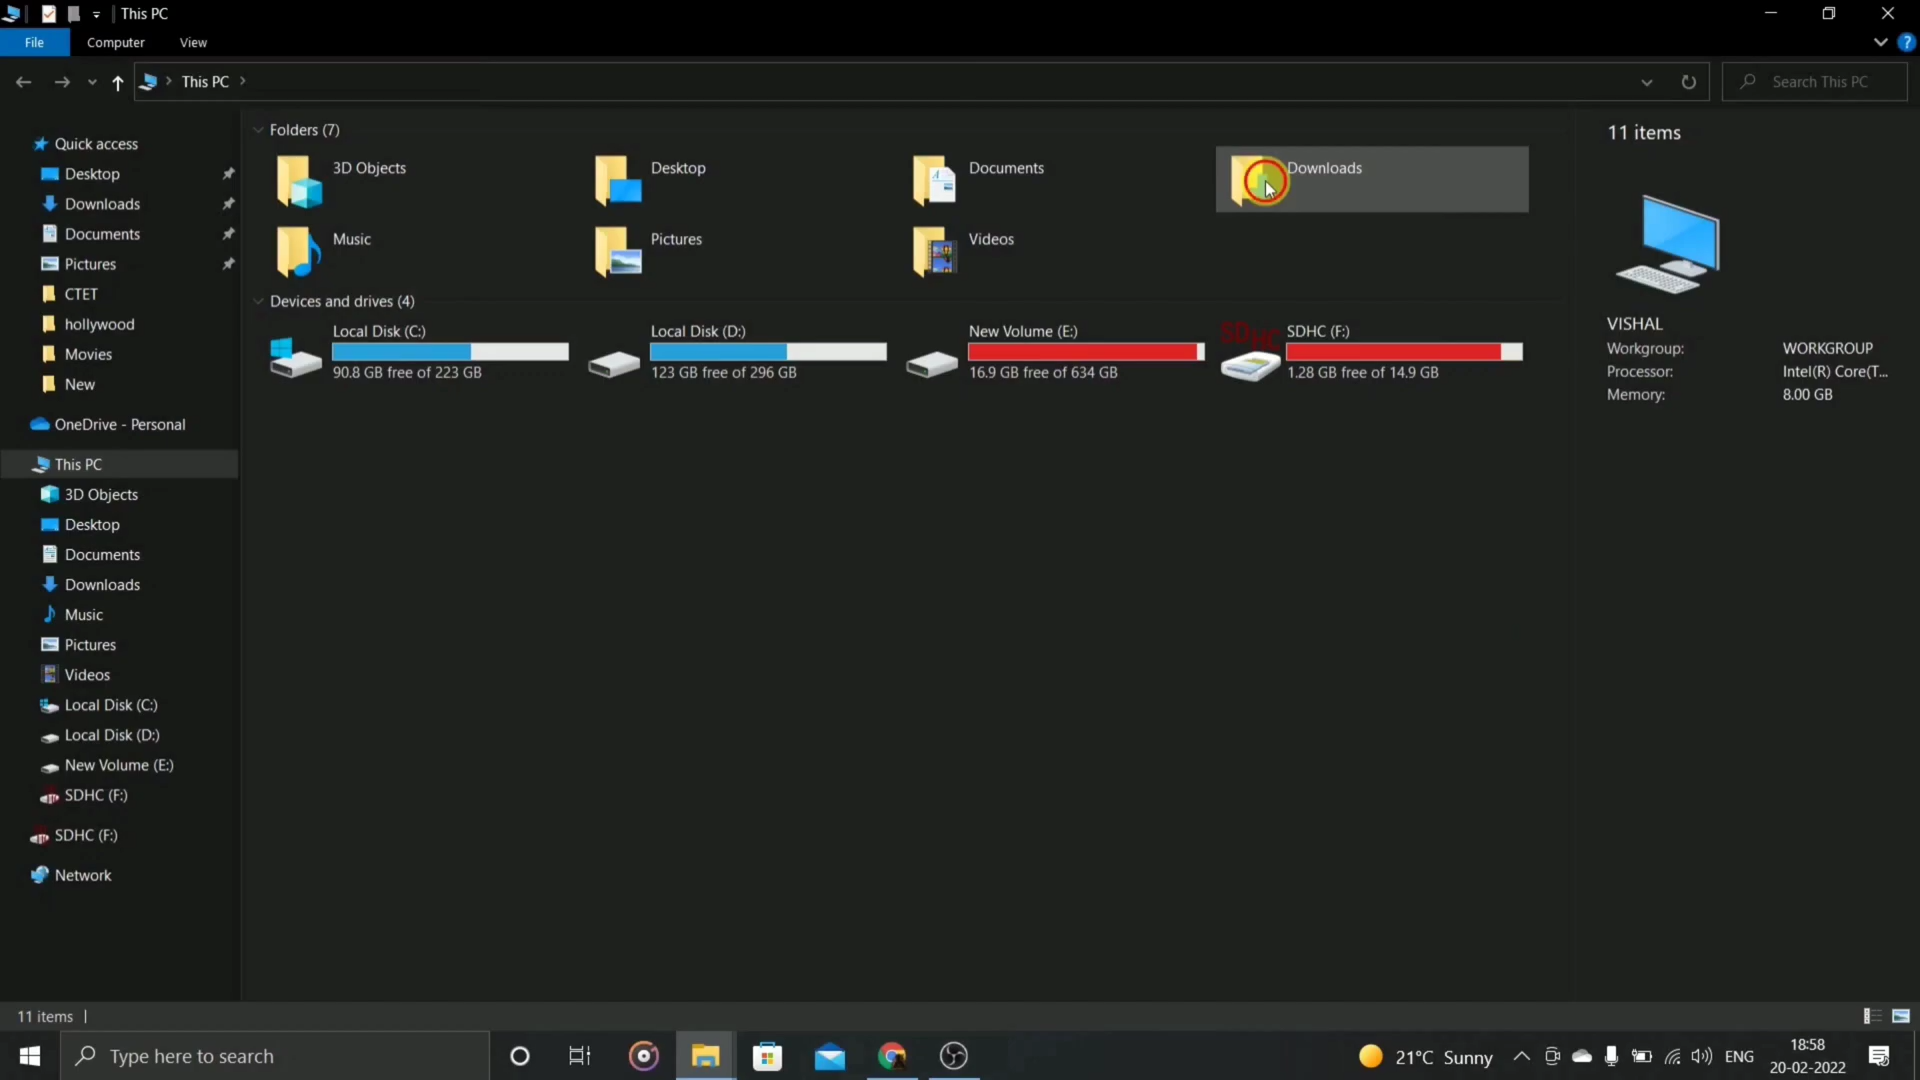 This PC
File
Computer
View
This PC
Search This PC
Quick access
Desktop
Downloads
Documents
Pictures
CTET
hollywood
Movies
New
OneDrive - Personal
This PC
3D Objects
Desktop
Documents
Downloads
Music
Pictures
Videos
Local Disk (C:)
Local Disk (D:)
New Volume (E:)
SDHC (F:)
SDHC (F:)
Network
Folders (7)
3D Objects
Desktop
Documents
Downloads
Music
Pictures
Videos
Devices and drives (4)
Local Disk (C:)
90.8 GB free of 223 GB
Local Disk (D:)
123 GB free of 296 GB
New Volume (E:)
16.9 GB free of 634 GB
SDHC
SDHC (F:)
1.28 GB free of 14.9 GB
11 items
VISHAL
Workgroup: WORKGROUP
Processor: Intel(R) Core(T...
Memory: 8.00 GB
11 items
Type here to search
21°C Sunny
ENG
18:58
20-02-2022